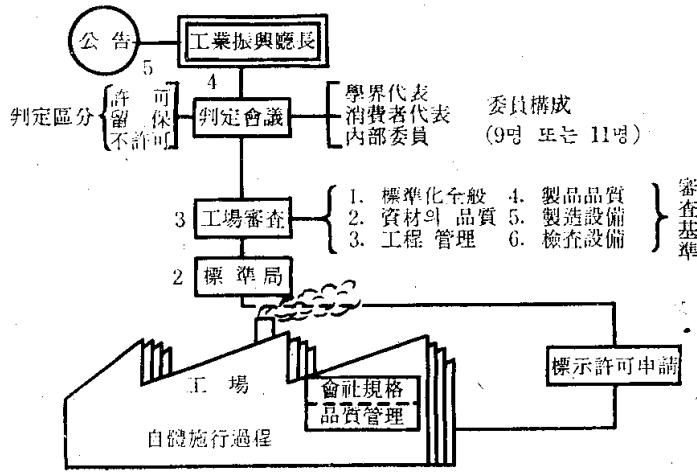 公告
工業振興廳長
5
4
判定區分
許可
留保
不許可
判定會議
學界代表
消費者代表
內部委員
委員構成
(9명 또는 11명)
3
工場審査
1. 標準化全般
2. 資材의 品質
3. 工程 管理
4. 製品品質
5. 製造設備
6. 檢査設備
審査基準
2
標準局
標示許可申請
工場
會社規格
品質管理
自體施行過程